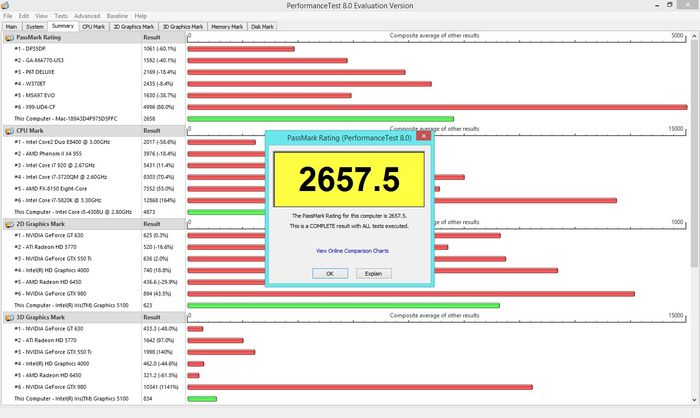 PerformanceTest 8.0 Evaluation Version
File Edit View Tests Advanced Baseline Help
Main System Summary CPU Mark 2D Graphics Mark 3D Graphics Mark Memory Mark Disk Mark
PassMark Rating Result Composite average of other results
0 5000
#1 - DP35DP 1061 (-60.1%)
#2 - GA-MA770-US3 1592 (-40.1%)
#3 - P6T DELUXE 2169 (-18.4%)
#4 - W370ET 2435 (-8.4%)
#5 - M5A97 EVO 1630 (-38.7%)
#6 - X99-UD4-CF 4996 (88.0%)
This Computer - Mac-189A3D4F975D5FFC 2658
CPU Mark Result 15000
#1 - Intel Core2 Duo E8400 @ 3.00GHz 2017 (-58.6%)
#2 - AMD Phenom II X4 955 3976 (-18.4%)
#3 - Intel Core i7 920 @ 2.67GHz 5431 (11.4%)
#4 - Intel Core i7-3720QM @ 2.60GHz 8303 (70.4%)
#5 - AMD FX-8150 Eight-Core 7552 (55.0%)
#6 - Intel Core i7-5820K @ 3.30GHz 12868 (164%)
This Computer - Intel Core i5-4308U @ 2.80GHz 4873
PassMark Rating (PerformanceTest 8.0)
2657.5
The PassMark Rating for this computer is 2657.5.
This is a COMPLETE result with ALL tests executed.
View Online Comparison Charts
OK Explain
2D Graphics Mark Result 1000
#1 - NVIDIA GeForce GT 630 625 (0.3%)
#2 - ATI Radeon HD 5770 520 (-16.6%)
#3 - NVIDIA GeForce GTX 550 Ti 636 (2.0%)
#4 - Intel(R) HD Graphics 4000 740 (18.8%)
#5 - AMD Radeon HD 6450 436.6 (-29.9%)
#6 - NVIDIA GeForce GTX 980 894 (43.5%)
This Computer - Intel(R) Iris(TM) Graphics 5100 623
3D Graphics Mark Result Composite average of other results
0 15000
#1 - NVIDIA GeForce GT 630 433.3 (-48.0%)
#2 - ATI Radeon HD 5770 1642 (97.0%)
#3 - NVIDIA GeForce GTX 550 Ti 1998 (140%)
#4 - Intel(R) HD Graphics 4000 462.0 (-44.6%)
#5 - AMD Radeon HD 6450 321.2 (-61.5%)
#6 - NVIDIA GeForce GTX 980 10341 (1141%)
This Computer - Intel(R) Iris(TM) Graphics 5100 834